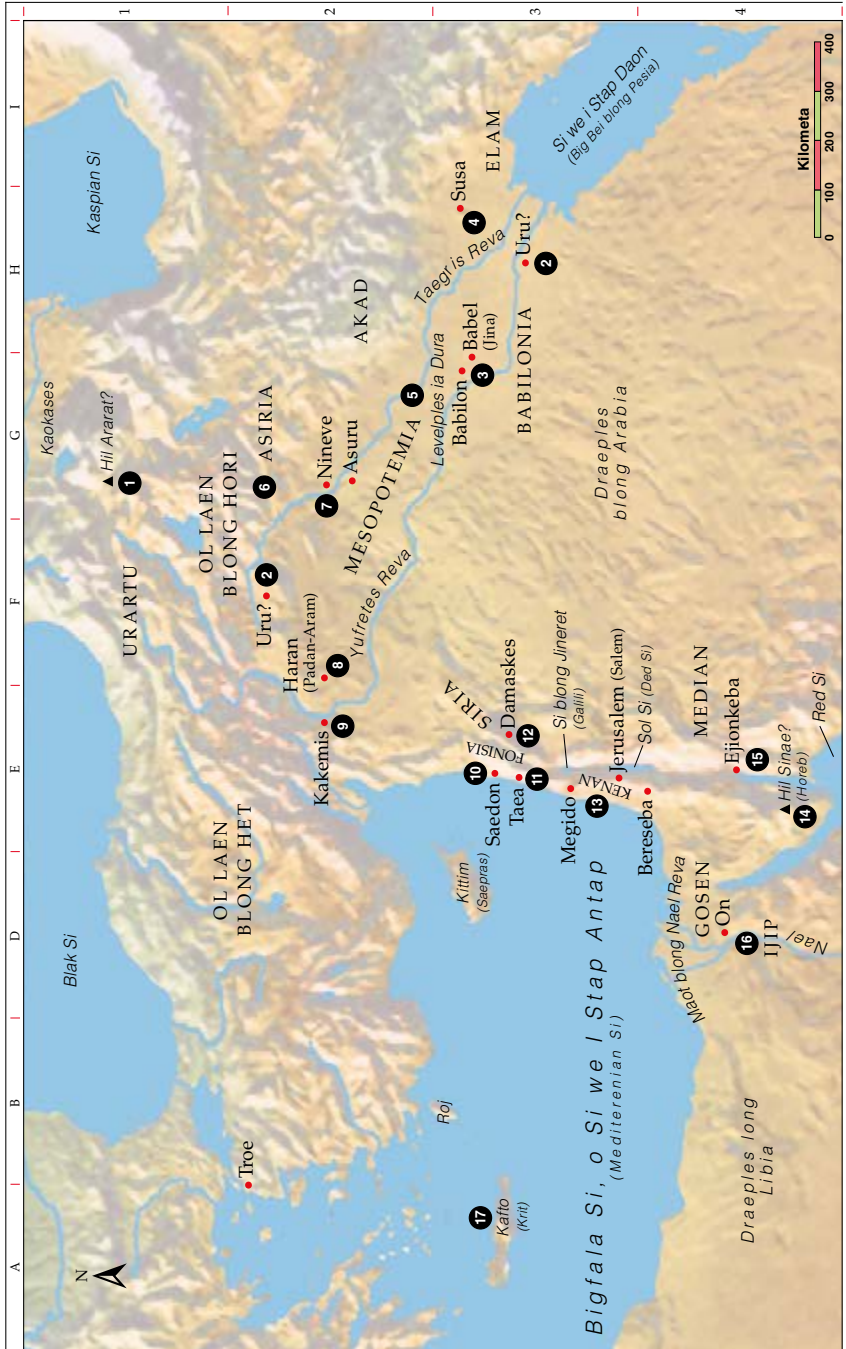 A
B
D
E
F
G
H
I
1
2
3
4
N
Blak Si
Kaspian Si
Kaokases
Hil Ararat?
1
URARTU
OL LAEN
BLONG HORI
6
ASIRIA
Troe
OL LAEN
BLONG HET
Uru?
2
7
Nineve
Asuru
AKAD
Haran
(Padan-Aram)
8
Kakemis
9
MESOPOTEMIA
5
Yufretes Reva
Taegris Reva
Levelples ia Dura
Susa
4
ELAM
Babilon
Babel
(Jina)
3
Uru?
2
BABILONIA
Si we i Stap Daon
(Big Bei blong Pesia)
17
Kafto
(Krit)
Roj
Kittim
(Saepras)
10
Saedon
FONISIA
SIRIA
Taea
11
Damaskes
12
Megido
13
KENAN
Si blong Jineret
(Galili)
Jerusalem (Salem)
Sol Si (Ded Si)
Bereseba
Draeples
blong Arabia
Bigfala Si, o Si we I Stap Antap
(Mediterenian Si)
Maot blong Nael Reva
GOSEN
On
16
IJIP
Nael
MEDIAN
Ejionkeba
15
Hil Sinae?
(Horeb)
14
Red Si
Draeples long
Libia
Kilometa
0 100 200 300 400